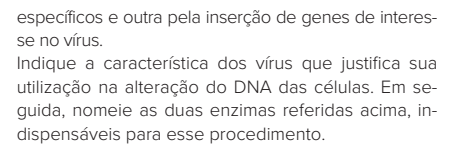 específicos e outra pela inserção de genes de interes-
se no vírus.
Indique a característica dos vírus que justifica sua
utilização na alteração do DNA das células. Em se-
guida, nomeie as duas enzimas referidas acima, in-
dispensáveis para esse procedimento.